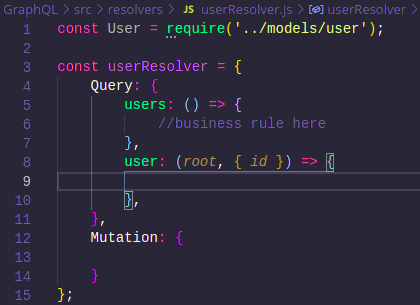 GraphQL > src > resolvers > JS userResolver.js > userResolver
1 const User = require('../models/user');
2
3 const userResolver = {
4 Query: {
5 users: () => {
6 //business rule here
7 },
8 user: (root, { id }) => {
9
10 },
11 },
12 Mutation: {
13
14 }
15 };